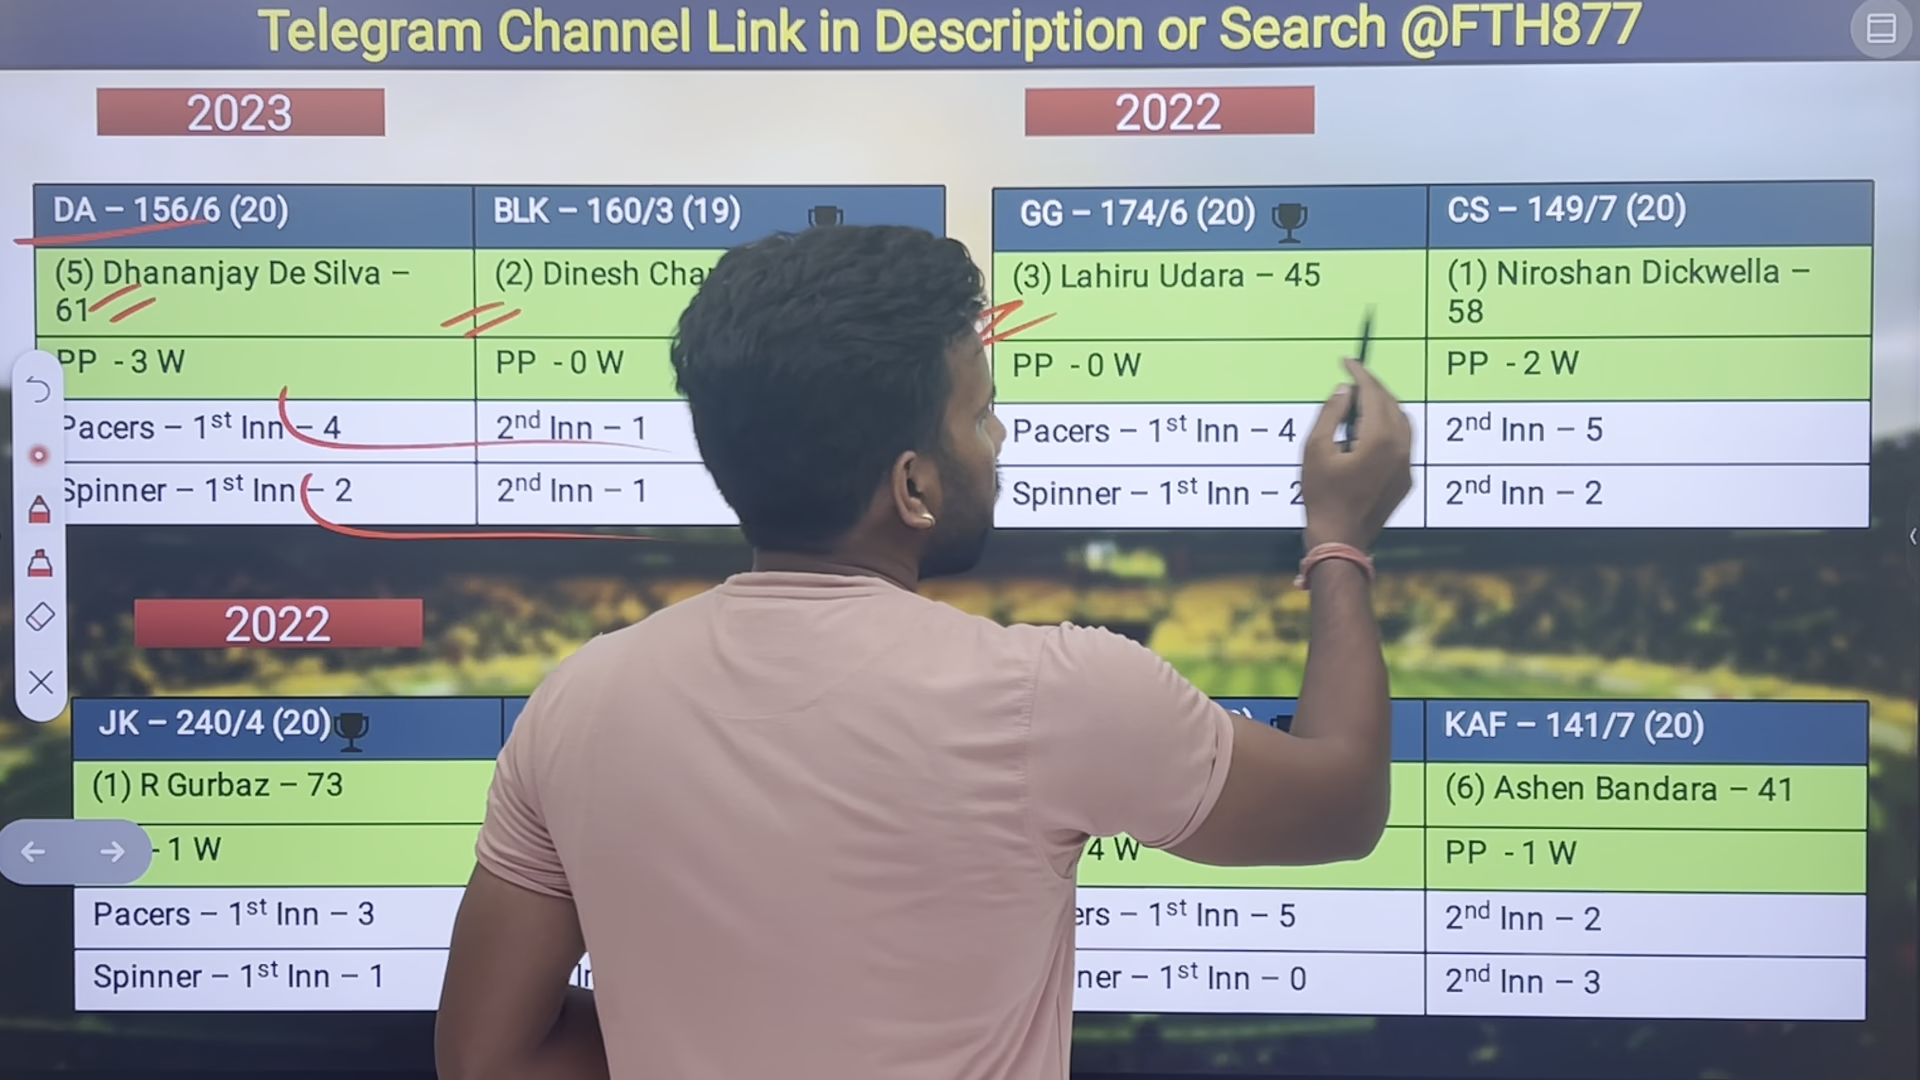 Telegram Channel Link in Description or Search @FTH877
2023
2022
DA – 156/6 (20)
BLK – 160/3 (19)
GG – 174/6 (20)
CS – 149/7 (20)
(5) Dhananjay De Silva –
61
(2) Dinesh
(3) Lahiru Udara – 45
(1) Niroshan Dickwella –
58
PP - 3 W
PP - 0 W
PP - 0 W
PP - 2 W
Pacers – 1st Inn – 4
2nd Inn – 1
Pacers – 1st Inn – 4
2nd Inn – 5
Spinner – 1st Inn – 2
2nd Inn – 1
Spinner – 1st Inn – 2
2nd Inn – 2
2022
JK – 240/4 (20)
KAF – 141/7 (20)
(1) R Gurbaz – 73
(6) Ashen Bandara – 41
- 1 W
4 W
PP - 1 W
Pacers – 1st Inn – 3
– 1st Inn – 5
2nd Inn – 2
Spinner – 1st Inn – 1
– 1st Inn – 0
2nd Inn – 3